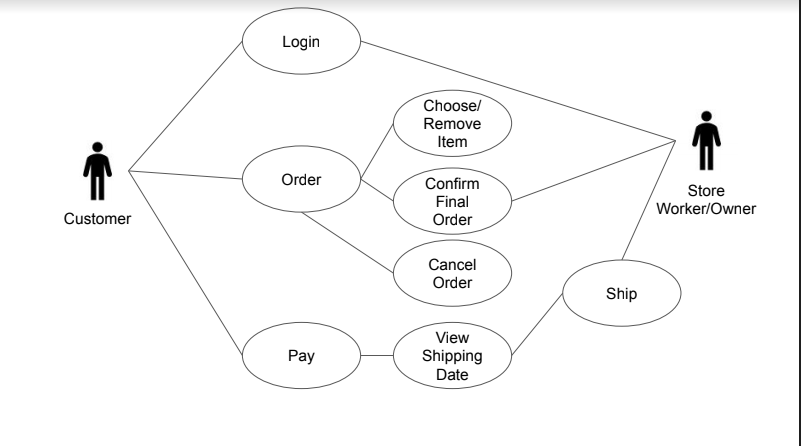 Login
Choose/
Remove
Item
Order
Confirm
Final
Order
Cancel
Order
Customer
Store
Worker/Owner
Ship
Pay
View
Shipping
Date